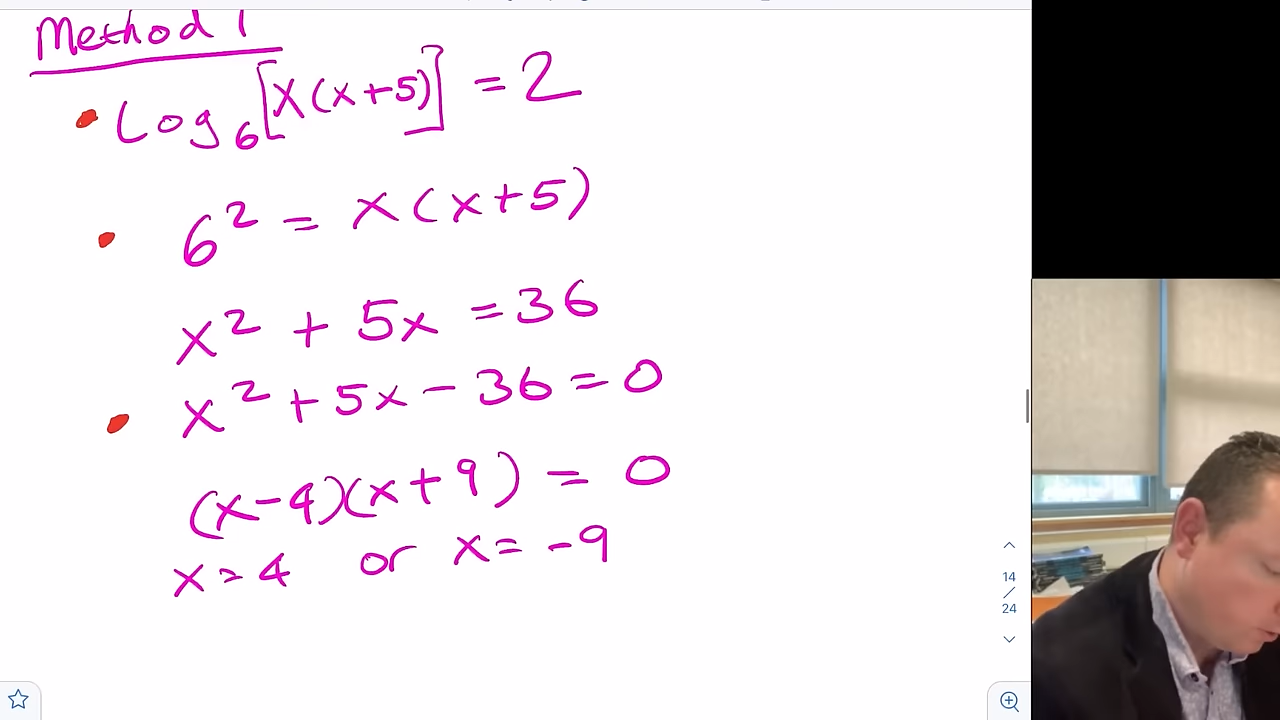 Method 1
• Log₆[x(x+5)] = 2
• 6² = x(x+5)
x² + 5x = 36
• x² + 5x - 36 = 0
(x-4)(x+9) = 0
x = 4 or x = -9
14
/
24